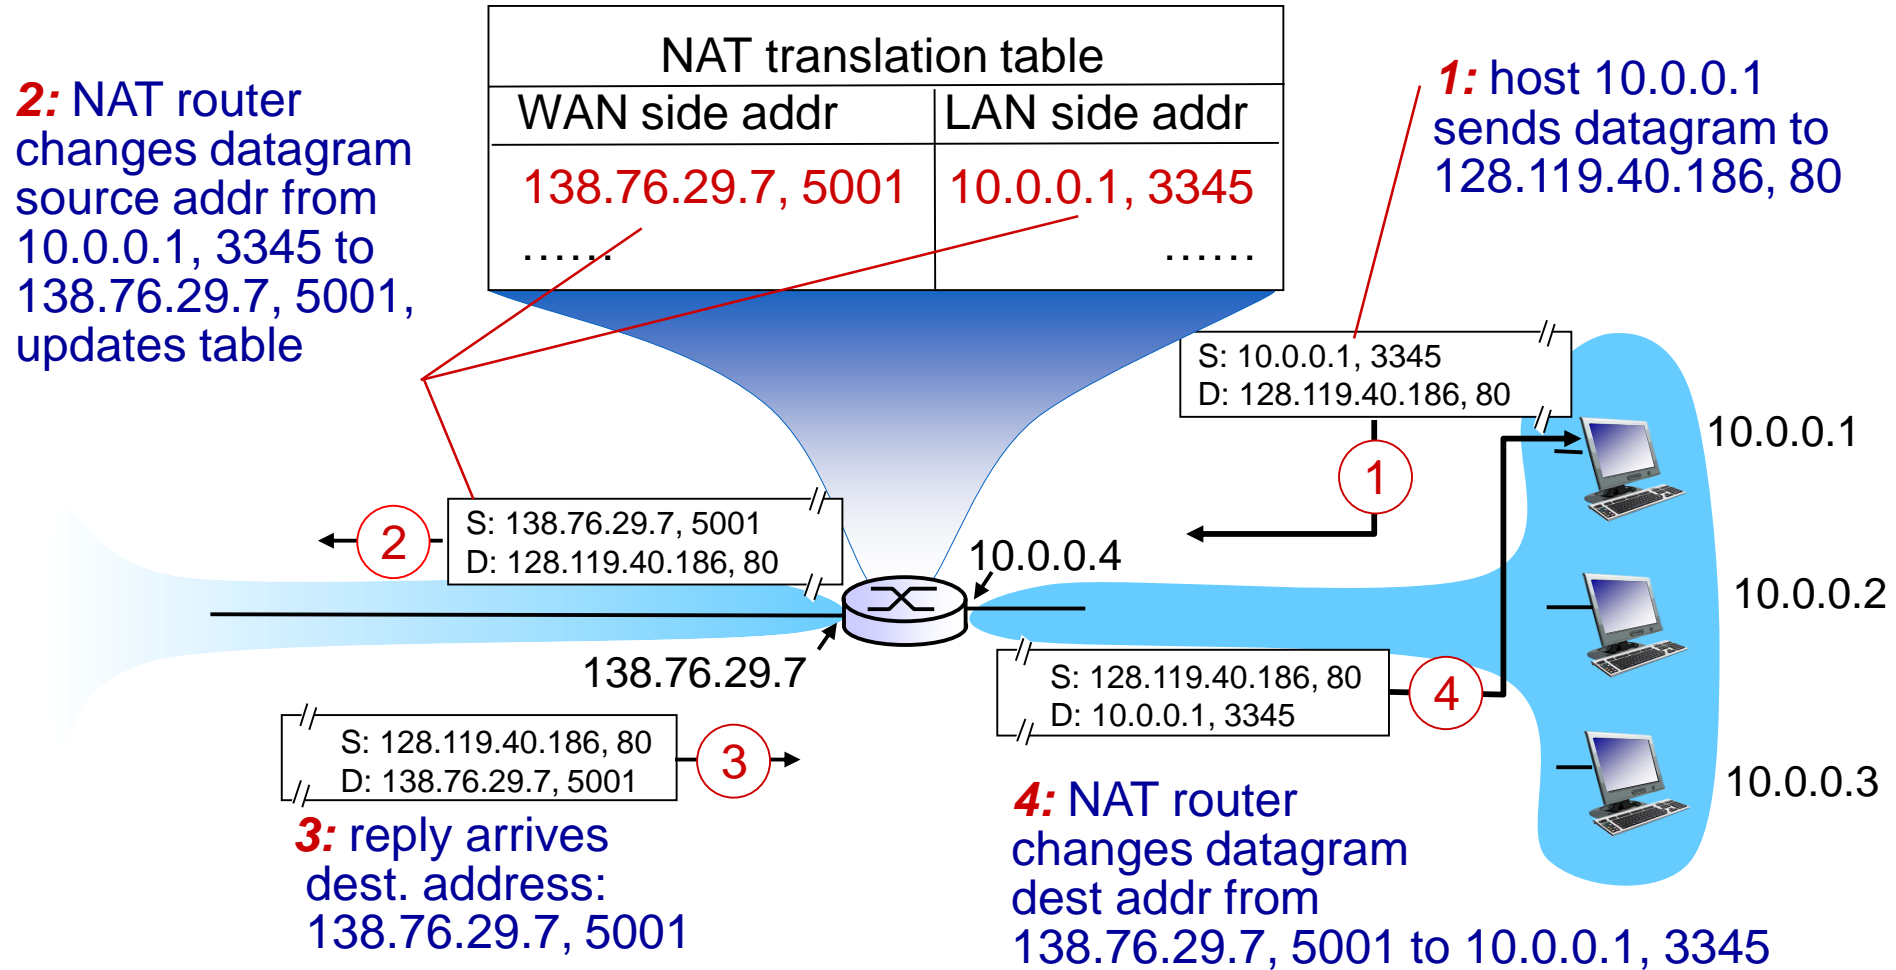 NAT translation table
WAN side addr
LAN side addr
138.76.29.7, 5001
10.0.0.1, 3345
......
......
2: NAT router
changes datagram
source addr from
10.0.0.1, 3345 to
138.76.29.7, 5001,
updates table
1: host 10.0.0.1
sends datagram to
128.119.40.186, 80
S: 10.0.0.1, 3345
D: 128.119.40.186, 80
1
10.0.0.1
S: 138.76.29.7, 5001
D: 128.119.40.186, 80
2
10.0.0.4
10.0.0.2
138.76.29.7
S: 128.119.40.186, 80
D: 10.0.0.1, 3345
4
S: 128.119.40.186, 80
D: 138.76.29.7, 5001
3
10.0.0.3
3: reply arrives
dest. address:
138.76.29.7, 5001
4: NAT router
changes datagram
dest addr from
138.76.29.7, 5001 to 10.0.0.1, 3345